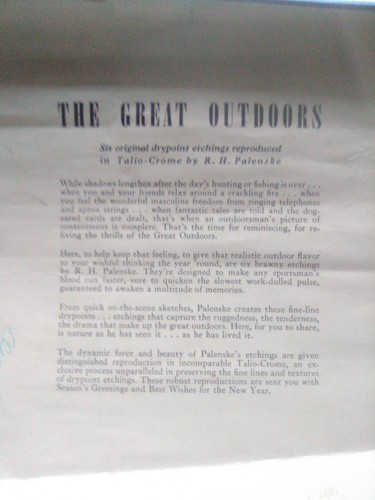 THE GREAT OUTDOORS
Six original drypoint etchings reproduced
in Talio-Crome by R. H. Palenske
While shadows lengthen after the day's hunting or fishing is over . . .
when you and your friends relax around a crackling fire . . . when
you feel the wonderful masculine freedom from ringing telephones
and apron strings . . . when fantastic tales are told and the dog-
eared cards are dealt, that's when an outdoorsman's picture of
contentment is complete. That's the time for reminiscing, for re-
living the thrills of the Great Outdoors.
Here, to help keep that feeling, to give that realistic outdoor flavor
to your wishful thinking the year 'round, are six brawny etchings
by R. H. Palenske. They're designed to make any sportsman's
blood run faster, sure to quicken the slowest work-dulled pulse,
guaranteed to awaken a multitude of memories.
From quick on-the-scene sketches, Palenske creates these fine-line
drypoints . . . etchings that capture the ruggedness, the tenderness,
the drama that make up the great outdoors. Here, for you to share,
is nature as he has seen it . . . as he has lived it.
The dynamic force and beauty of Palenske's etchings are given
distinguished reproduction in incomparable Talio-Crome, an ex-
clusive process unparalleled in preserving the fine lines and textures
of drypoint etchings. These robust reproductions are sent you with
Season's Greetings and Best Wishes for the New Year.